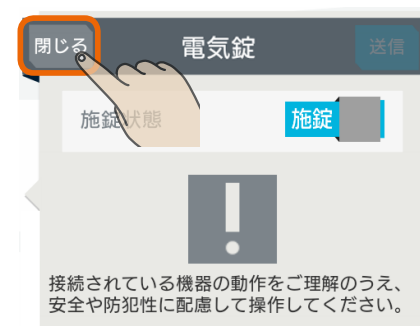 閉じる 電気錠 送信
施錠状態 施錠
接続されている機器の動作をご理解のうえ、
安全や防犯性に配慮して操作してください。